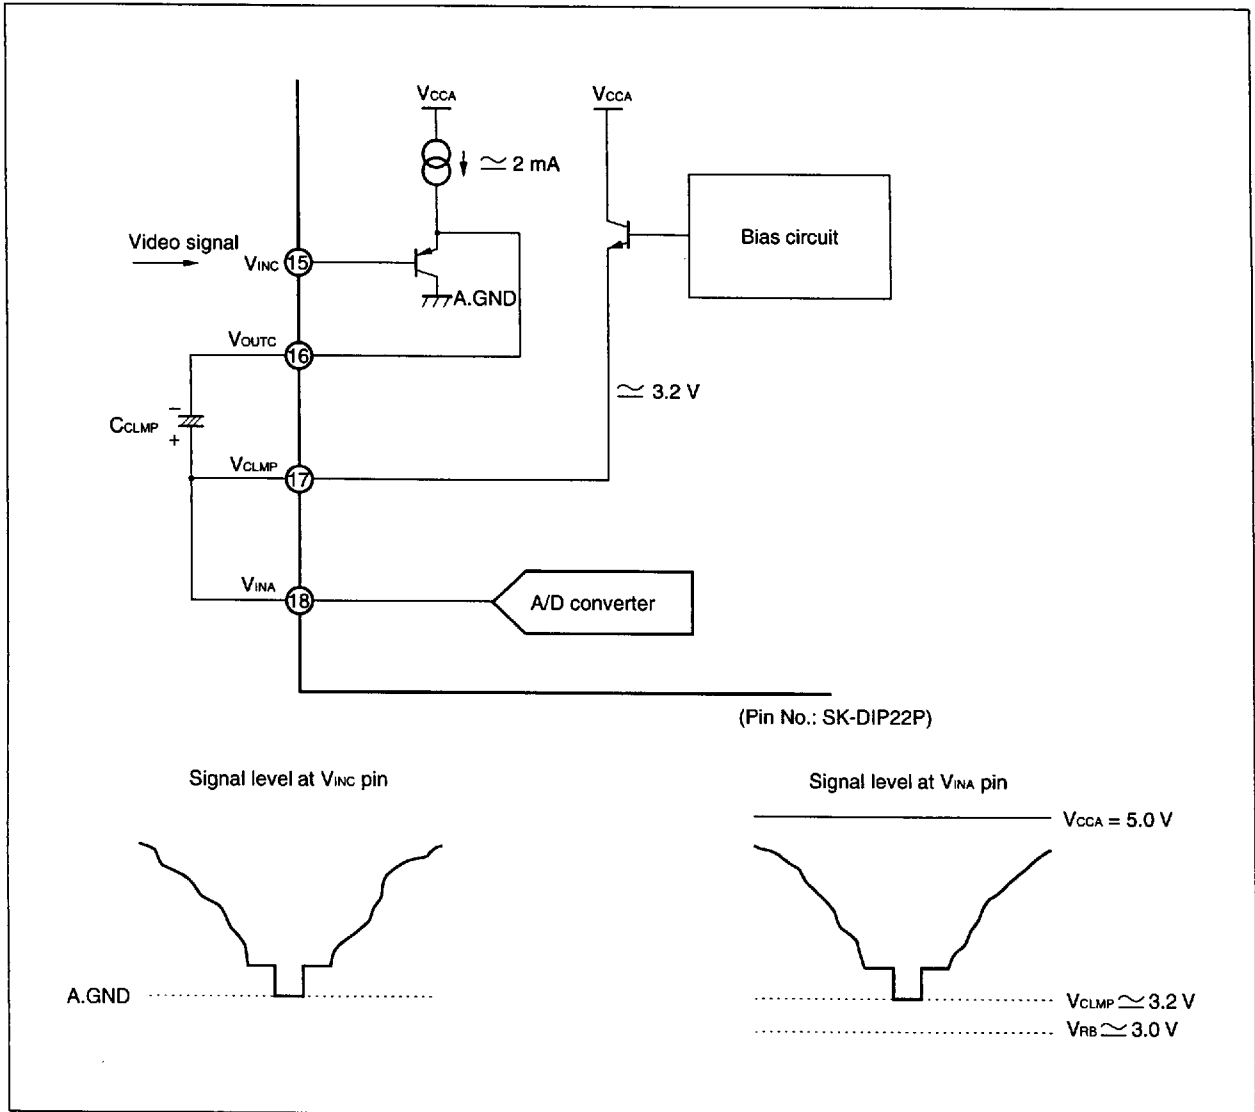 VCCA
VCCA
≃ 2 mA
Bias circuit
Video signal
VINC
15
A.GND
VOUTC
16
≃ 3.2 V
−
CCLMP
+
VCLMP
17
VINA
18
A/D converter
(Pin No.: SK-DIP22P)
Signal level at VINC pin
Signal level at VINA pin
VCCA = 5.0 V
A.GND
VCLMP ≃ 3.2 V
VRB ≃ 3.0 V